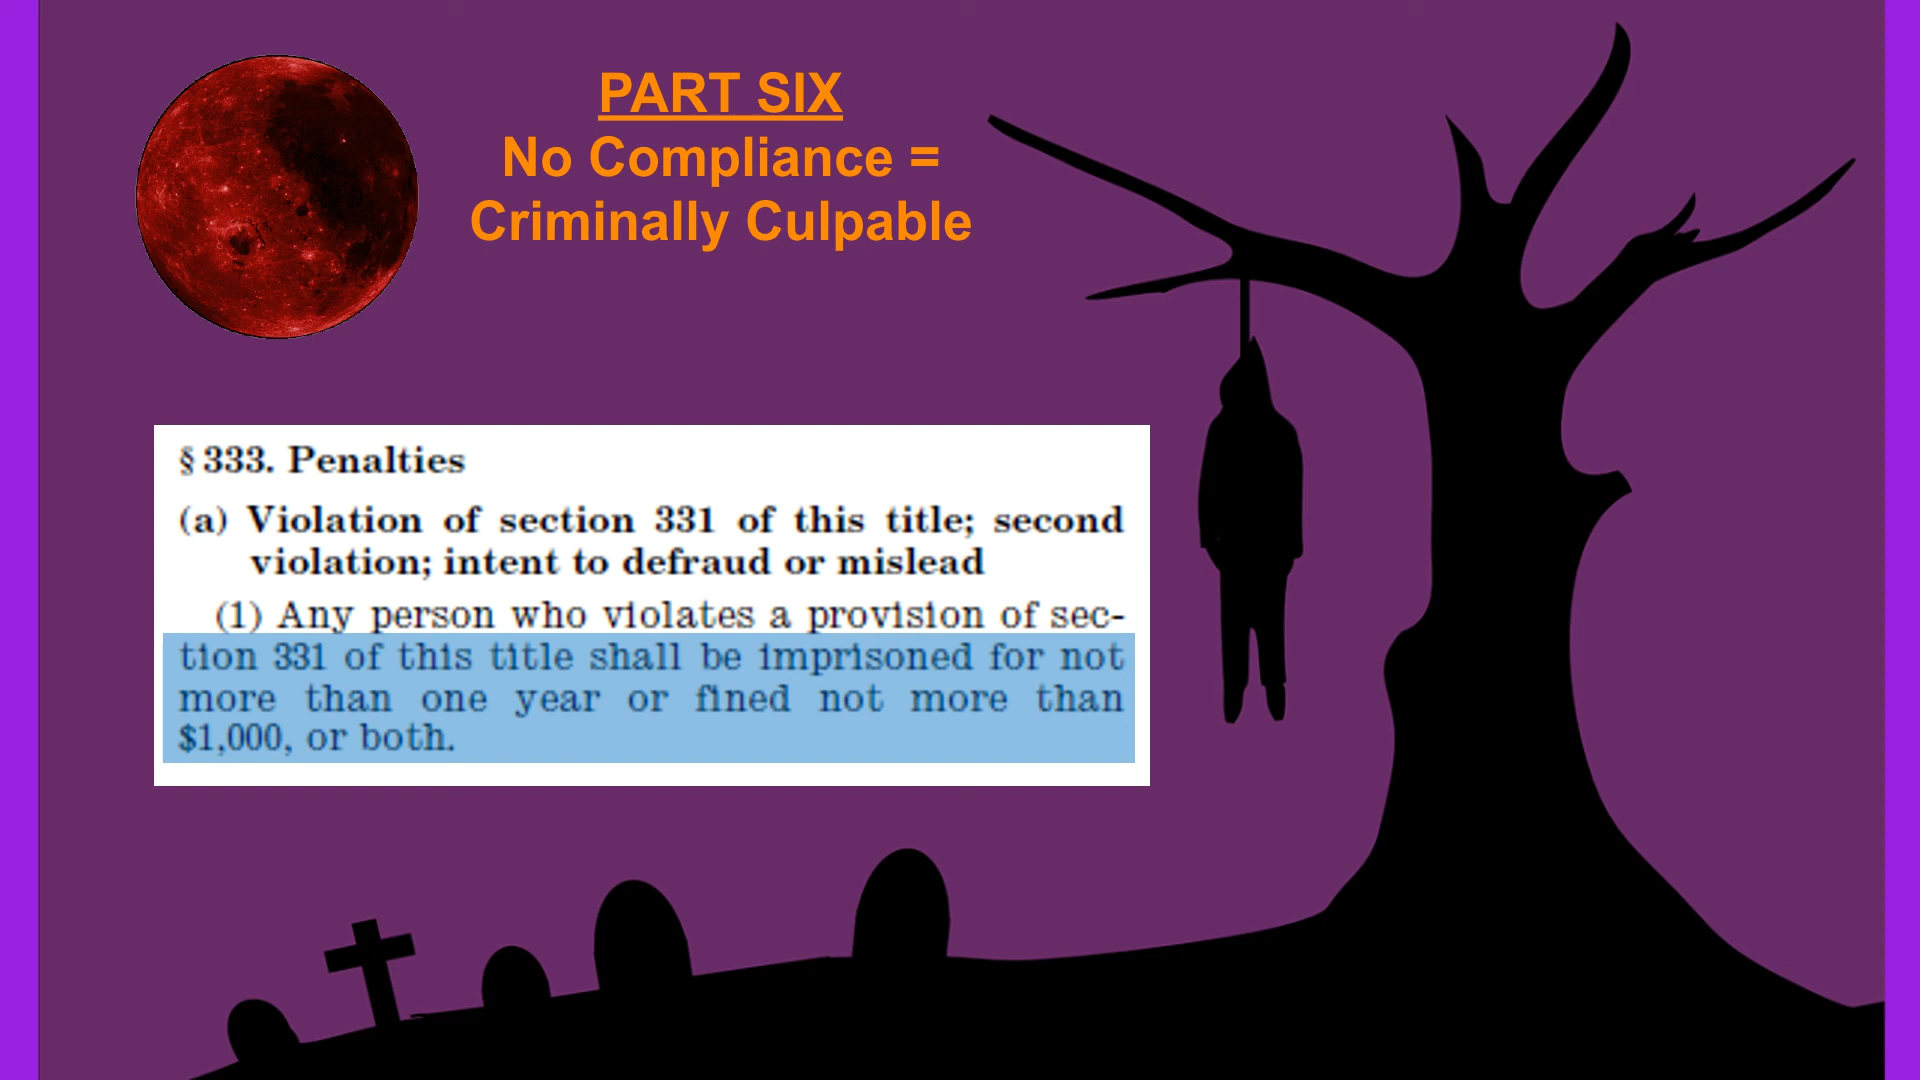 PART SIX
No Compliance =
Criminally Culpable
§ 333. Penalties
(a) Violation of section 331 of this title; second
violation; intent to defraud or mislead
(1) Any person who violates a provision of sec-
tion 331 of this title shall be imprisoned for not
more than one year or fined not more than
$1,000, or both.